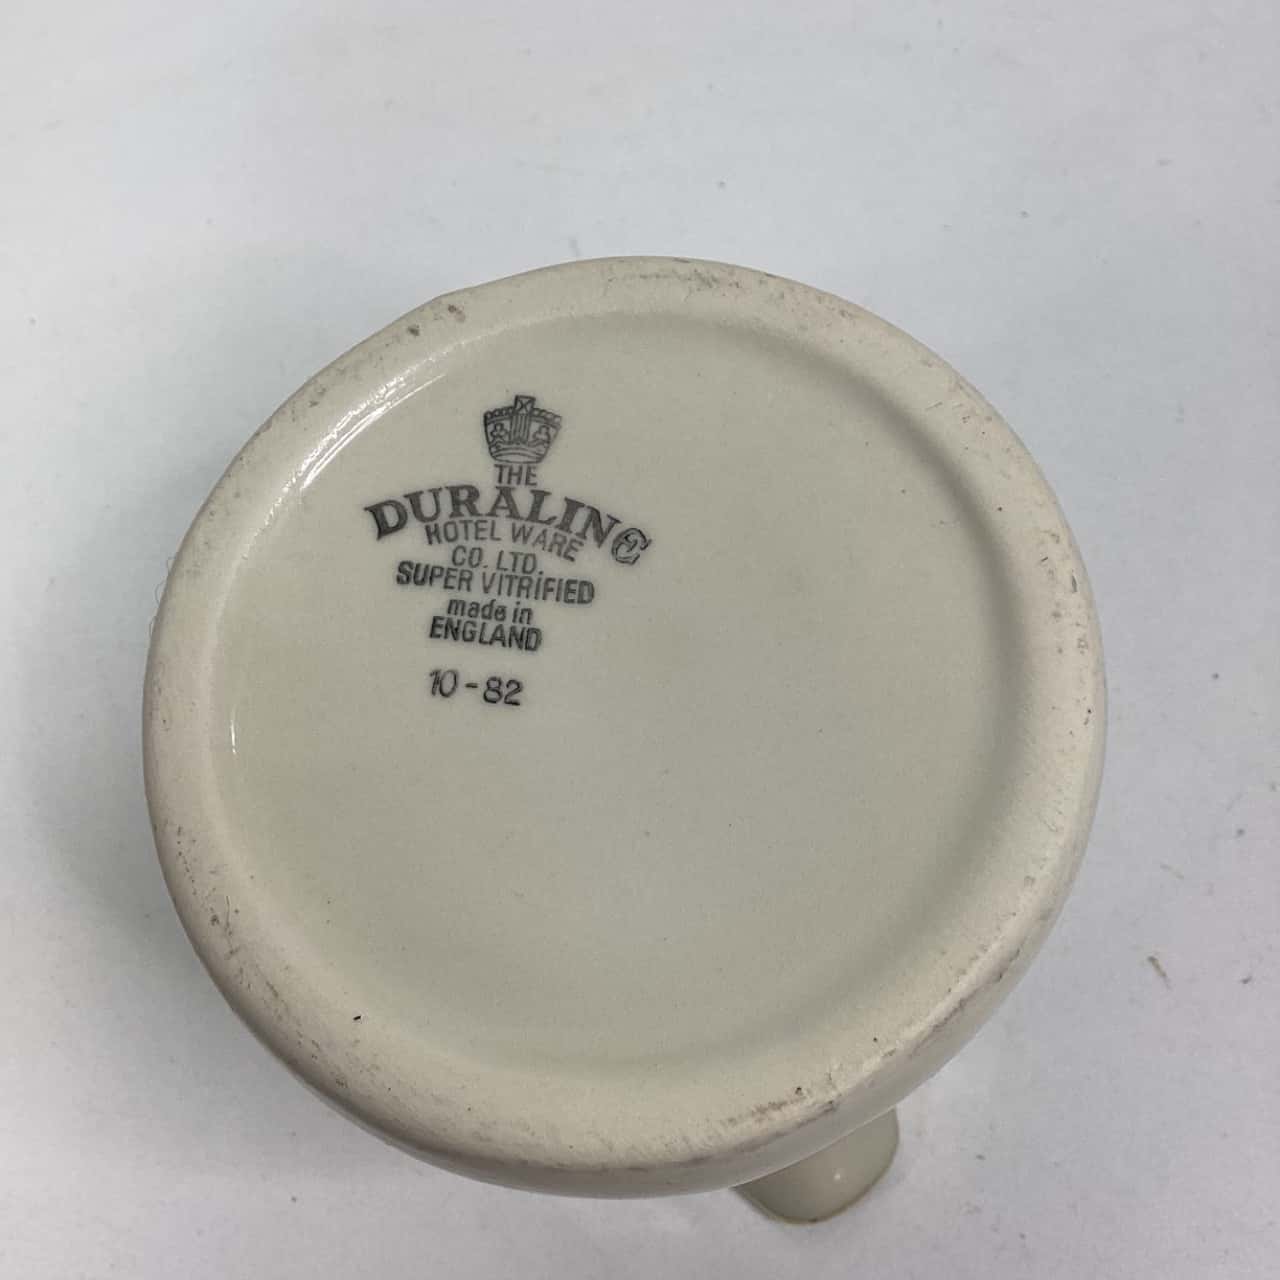 THE
DURALINE
HOTEL WARE
CO. LTD.
SUPER VITRIFIED
made in
ENGLAND
10-82